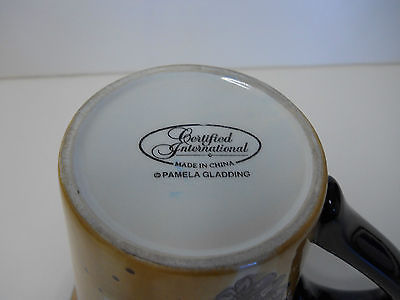 Certified
International
©
MADE IN CHINA
© PAMELA GLADDING